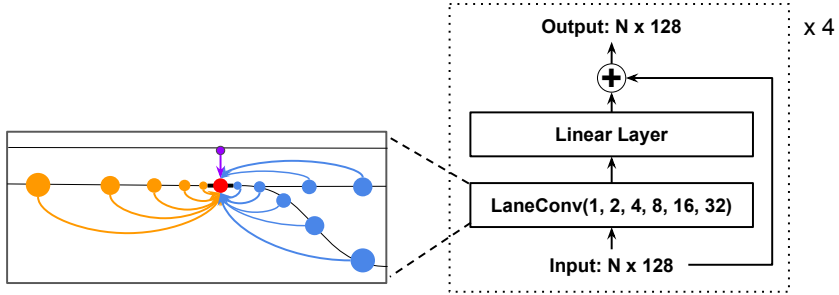 Output: N x 128
x 4
Linear Layer
LaneConv(1, 2, 4, 8, 16, 32)
Input: N x 128